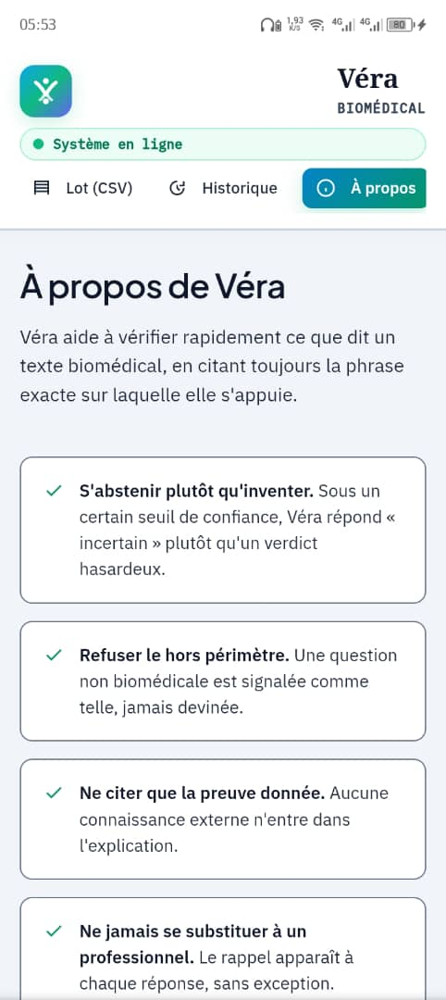 05:53
1,93
K/S
4G
4G
80
Véra
BIOMÉDICAL
Système en ligne
Lot (CSV)
Historique
À propos
À propos de Véra
Véra aide à vérifier rapidement ce que dit un
texte biomédical, en citant toujours la phrase
exacte sur laquelle elle s'appuie.
S'abstenir plutôt qu'inventer. Sous un
certain seuil de confiance, Véra répond «
incertain » plutôt qu'un verdict
hasardeux.
Refuser le hors périmètre. Une question
non biomédicale est signalée comme
telle, jamais devinée.
Ne citer que la preuve donnée. Aucune
connaissance externe n'entre dans
l'explication.
Ne jamais se substituer à un
professionnel. Le rappel apparaît à
chaque réponse, sans exception.